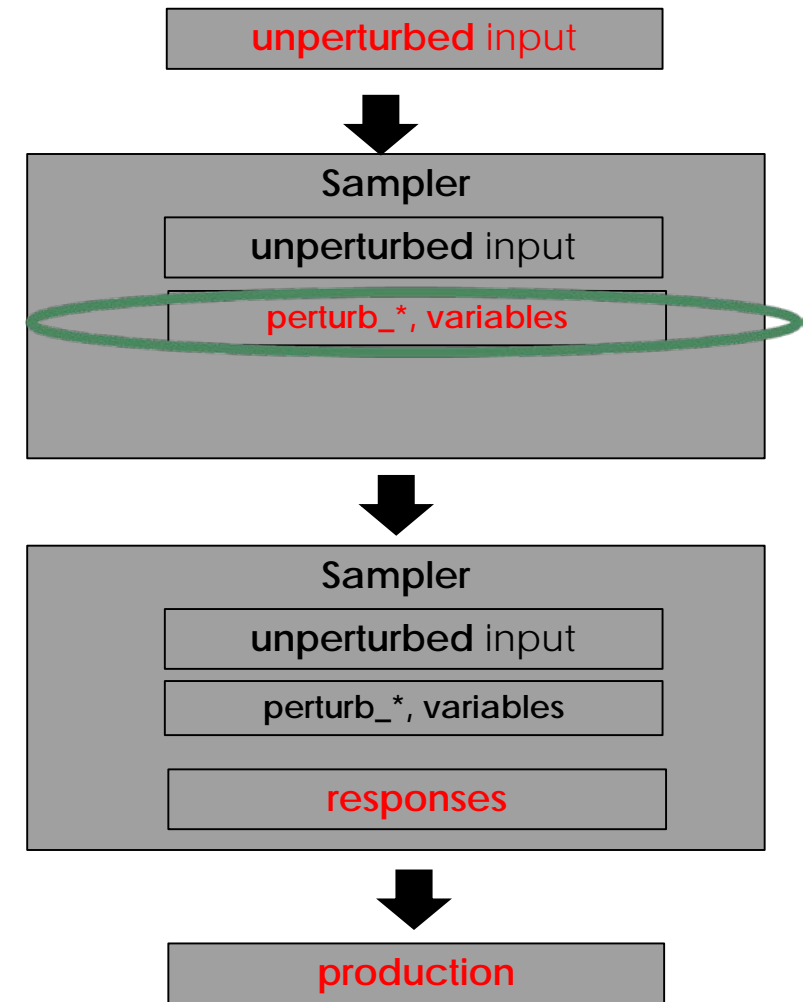 unperturbed input
Sampler
unperturbed input
perturb_*, variables
Sampler
unperturbed input
perturb_*, variables
responses
production